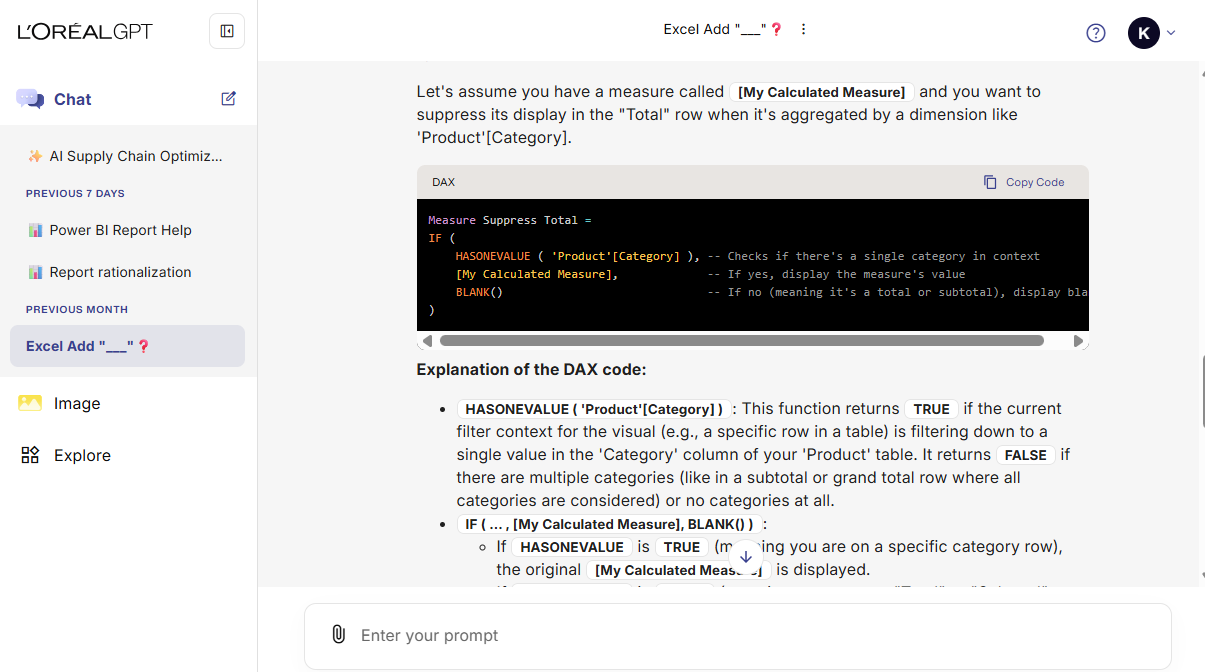 L'ORÉALGPT
Chat
AI Supply Chain Optimiz...
PREVIOUS 7 DAYS
Power BI Report Help
Report rationalization
PREVIOUS MONTH
Excel Add "___" ❓
Image
Explore
Excel Add "___" ❓
K
Let's assume you have a measure called [My Calculated Measure] and you want to
suppress its display in the "Total" row when it's aggregated by a dimension like
'Product'[Category].
DAX
Copy Code
Measure Suppress Total =
IF (
HASONEVALUE ( 'Product'[Category] ), -- Checks if there's a single category in context
[My Calculated Measure], -- If yes, display the measure's value
BLANK() -- If no (meaning it's a total or subtotal), display bla
)
Explanation of the DAX code:
• HASONEVALUE ( 'Product'[Category] ) : This function returns TRUE if the current
filter context for the visual (e.g., a specific row in a table) is filtering down to a
single value in the 'Category' column of your 'Product' table. It returns FALSE if
there are multiple categories (like in a subtotal or grand total row where all
categories are considered) or no categories at all.
• IF ( ... , [My Calculated Measure], BLANK() ) :
If HASONEVALUE is TRUE (meaning you are on a specific category row),
the original [My Calculated Measure] is displayed.
Enter your prompt